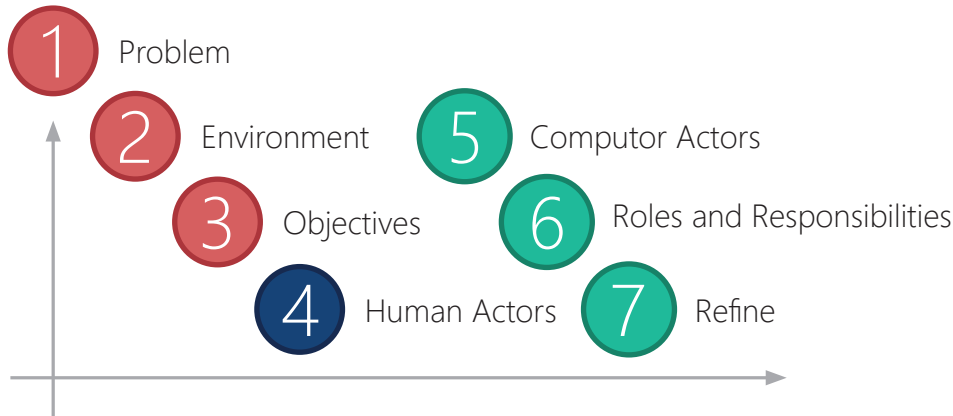 1 Problem
2 Environment
3 Objectives
4 Human Actors
5 Computor Actors
6 Roles and Responsibilities
7 Refine